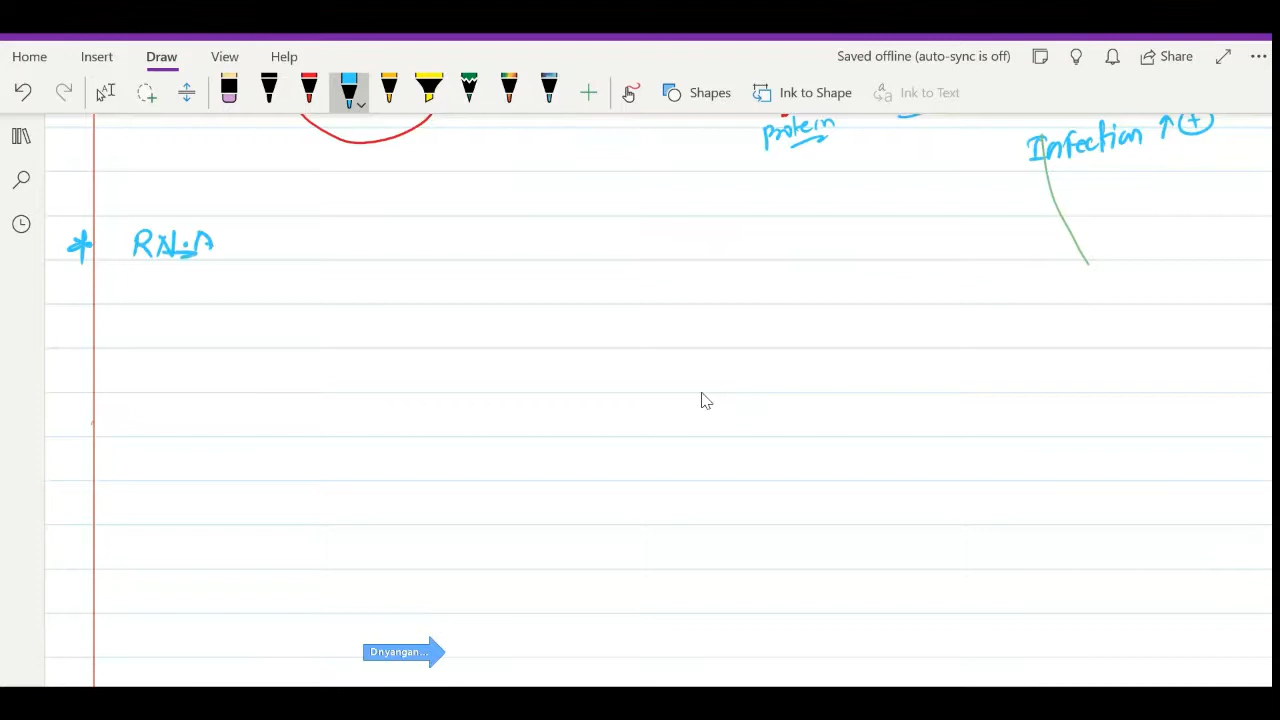 Home Insert Draw View Help Saved offline (auto-sync is off) Share
Shapes Ink to Shape Ink to Text
protein
Infection ↑ +
* RNA
Dnyangan...